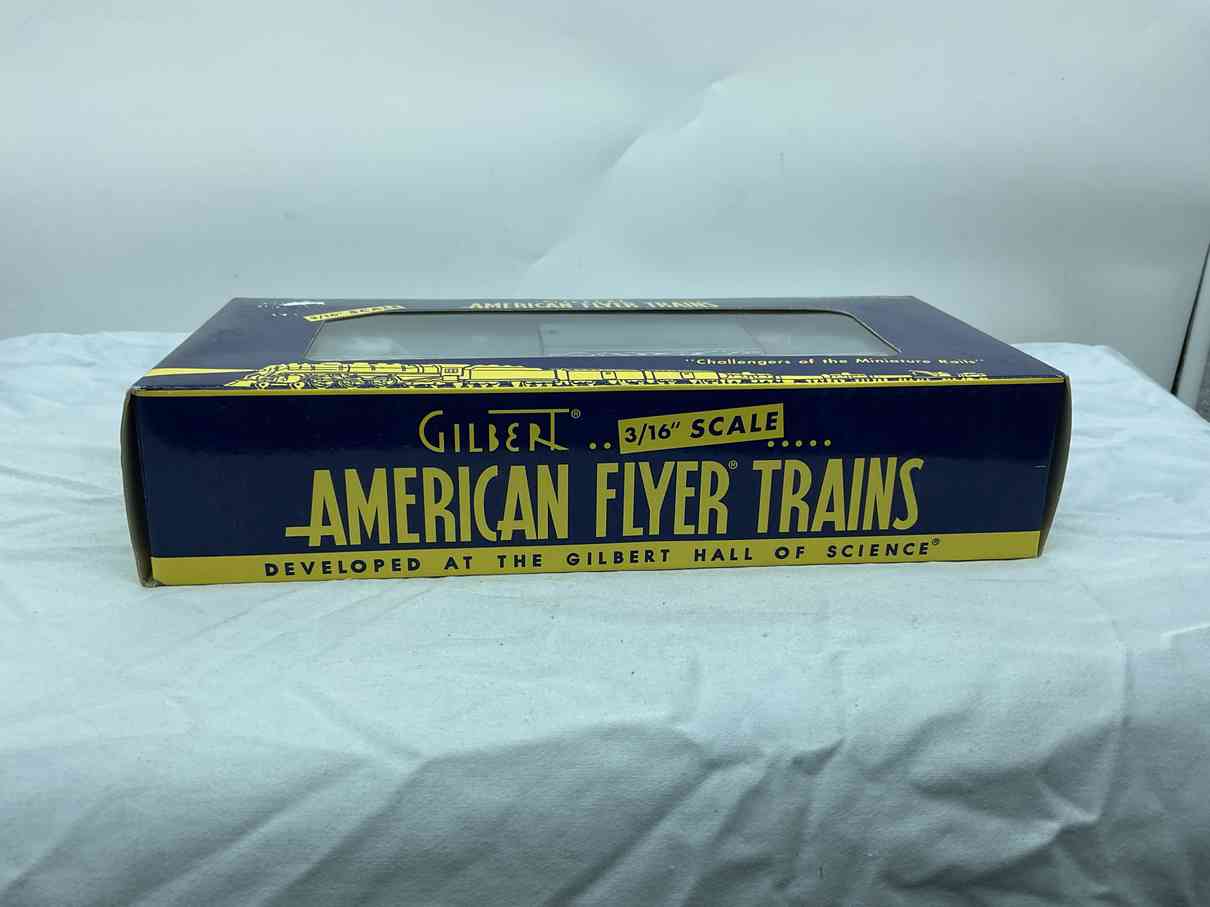 AMERICAN FLYER TRAINS
3/16" SCALE
"Challengers of the Miniature Rails"
GILBERT® .. 3/16" SCALE .....
AMERICAN FLYER® TRAINS
DEVELOPED AT THE GILBERT HALL OF SCIENCE®